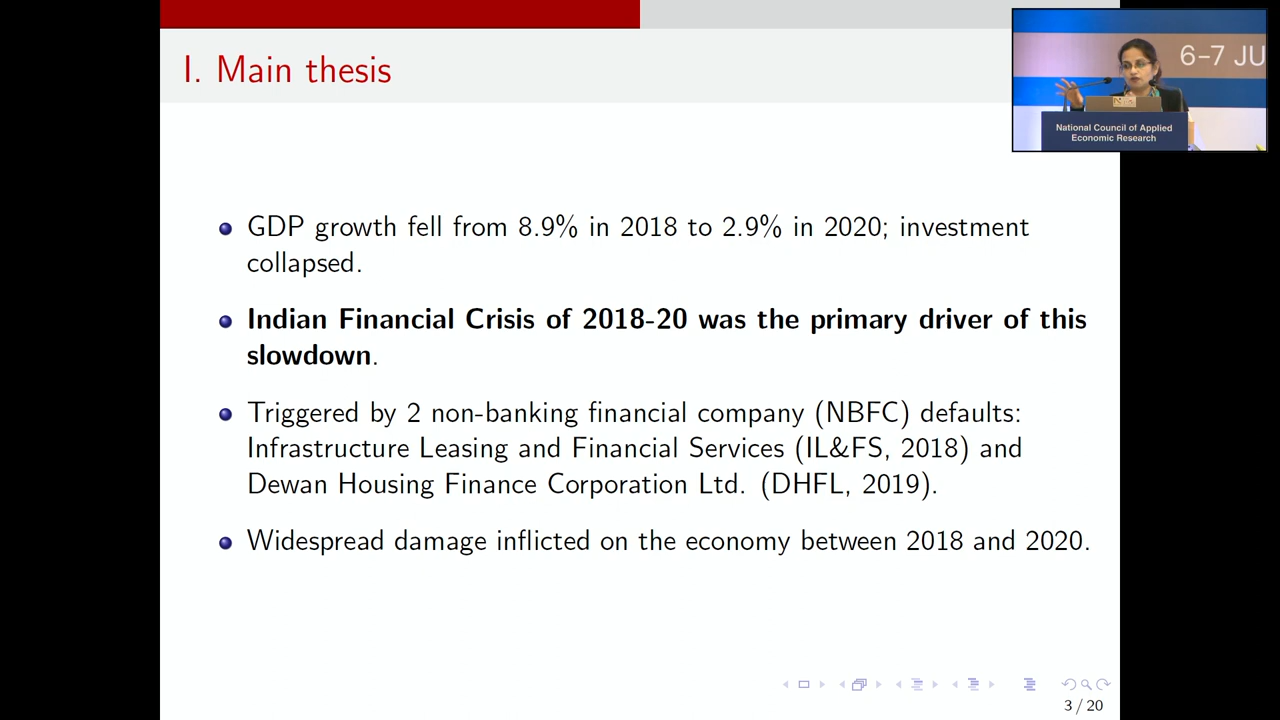 I. Main thesis
6-7 JU
National Council of Applied
Economic Research
GDP growth fell from 8.9% in 2018 to 2.9% in 2020; investment
collapsed.
Indian Financial Crisis of 2018-20 was the primary driver of this
slowdown.
Triggered by 2 non-banking financial company (NBFC) defaults:
Infrastructure Leasing and Financial Services (IL&FS, 2018) and
Dewan Housing Finance Corporation Ltd. (DHFL, 2019).
Widespread damage inflicted on the economy between 2018 and 2020.
3 / 20